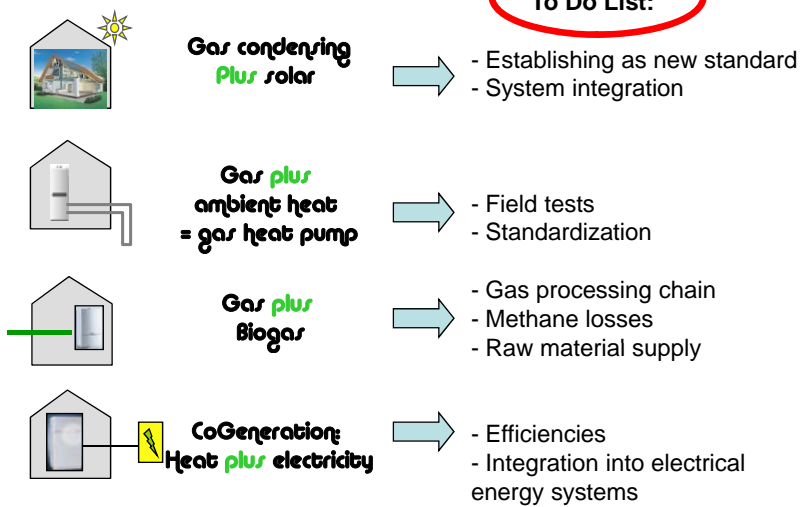 To Do List:
Gas condensing
Plus solar
- Establishing as new standard
- System integration
Gas plus
ambient heat
= gas heat pump
- Field tests
- Standardization
Gas plus
Biogas
- Gas processing chain
- Methane losses
- Raw material supply
CoGeneration:
Heat plus electricity
- Efficiencies
- Integration into electrical
energy systems